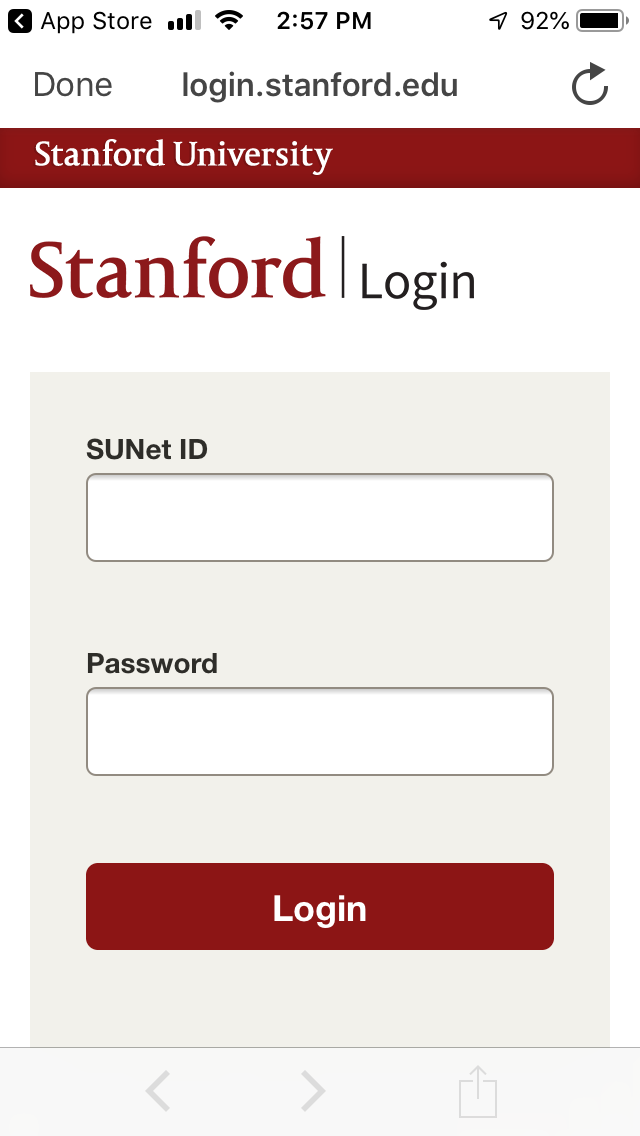 App Store 2:57 PM 92%
Done login.stanford.edu
Stanford University
Stanford | Login
SUNet ID
Password
Login